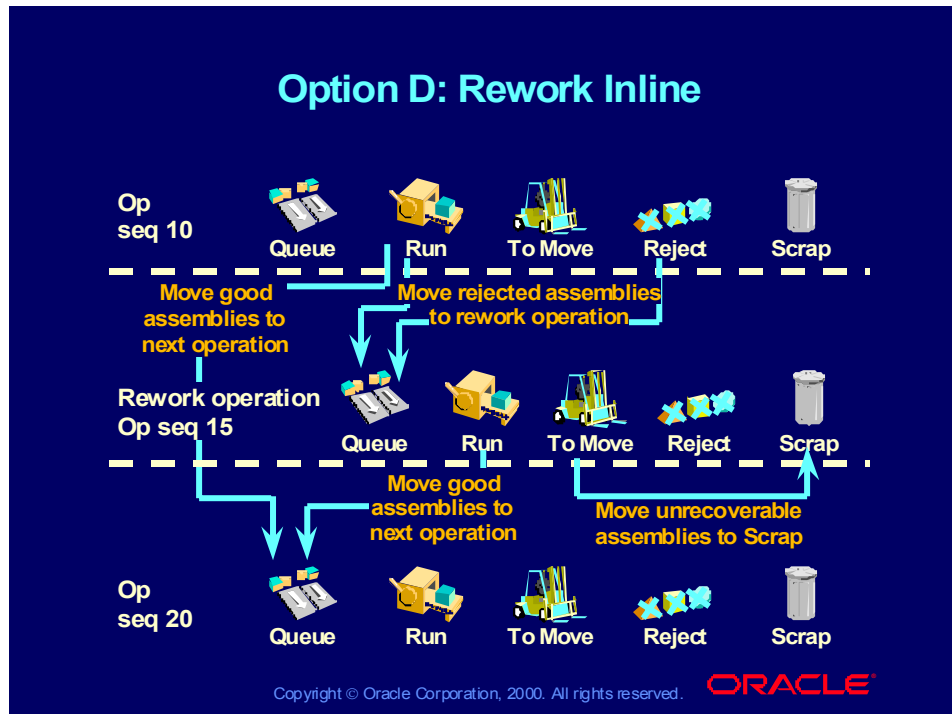 Option D: Rework Inline
Op
seq 10
Queue
Run
To Move
Reject
Scrap
Move good
assemblies to
next operation
Move rejected assemblies
to rework operation
Rework operation
Op seq 15
Queue
Run
To Move
Reject
Scrap
Move good
assemblies to
next operation
Move unrecoverable
assemblies to Scrap
Op
seq 20
Queue
Run
To Move
Reject
Scrap
Copyright © Oracle Corporation, 2000. All rights reserved.
ORACLE®